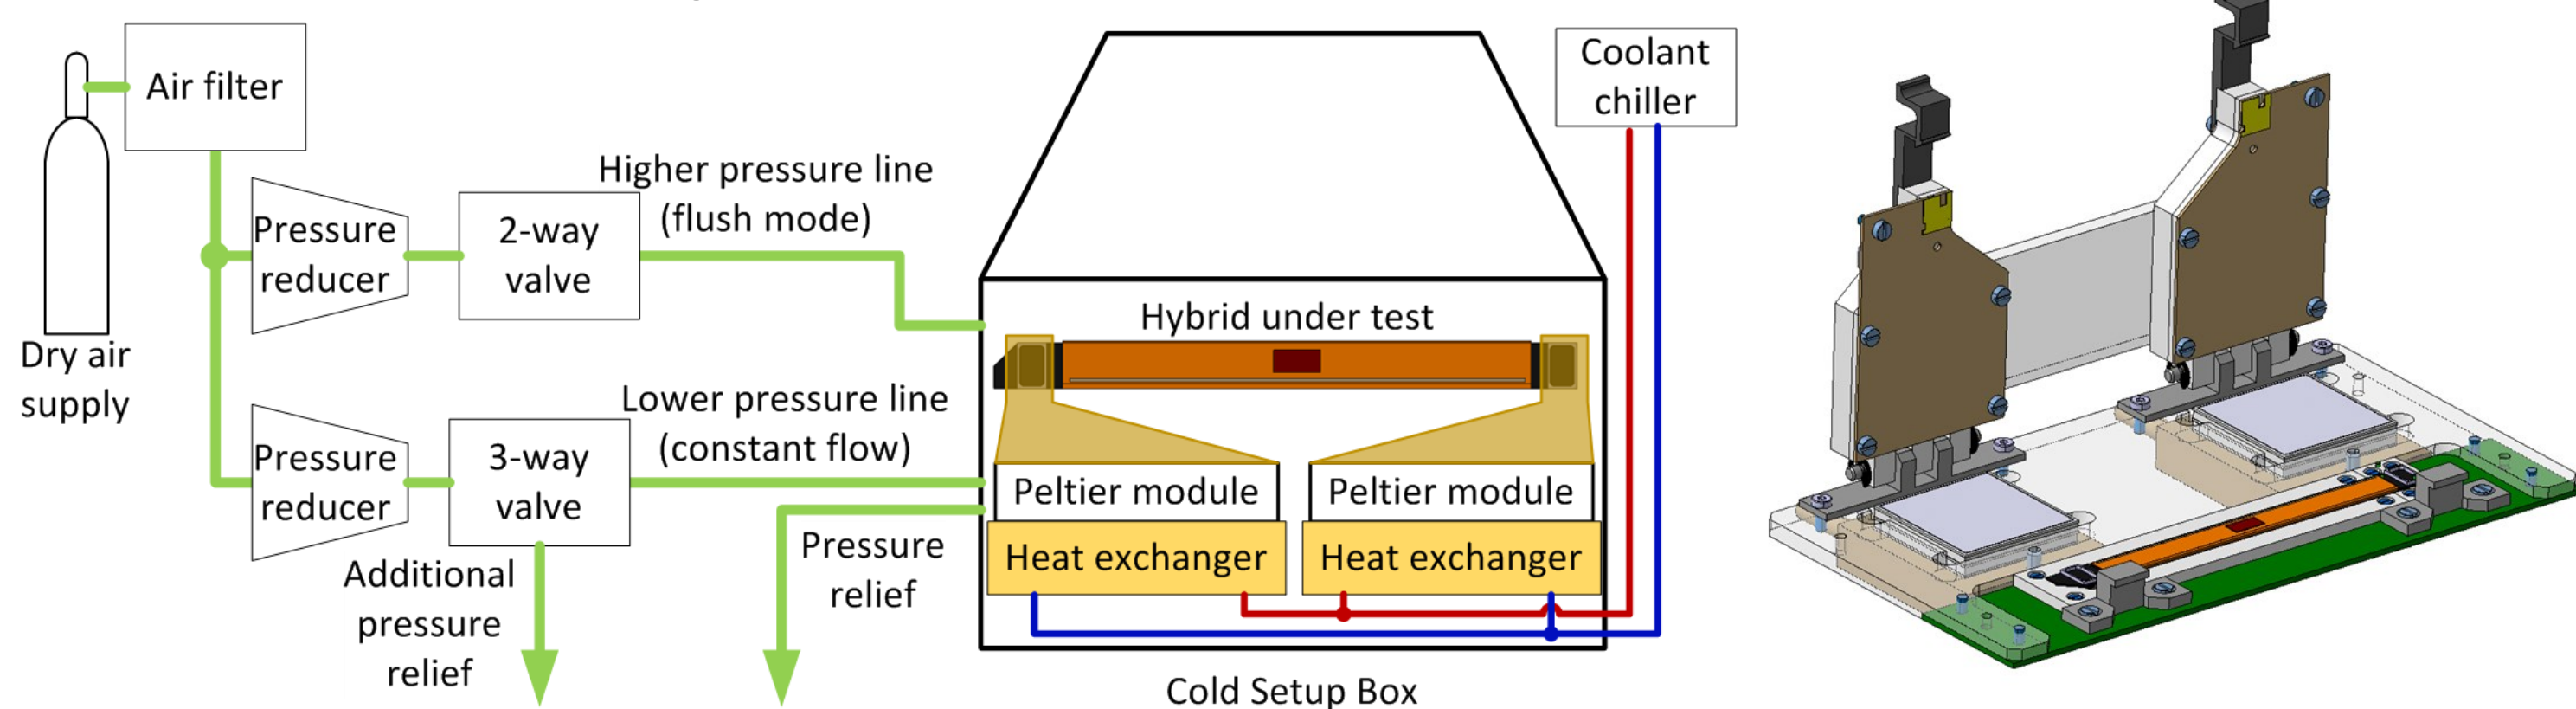 Air filter
Dry air
supply
Pressure
reducer
2-way
valve
Higher pressure line
(flush mode)
Pressure
reducer
3-way
valve
Lower pressure line
(constant flow)
Additional
pressure
relief
Pressure
relief
Hybrid under test
Peltier module
Peltier module
Heat exchanger
Heat exchanger
Cold Setup Box
Coolant
chiller